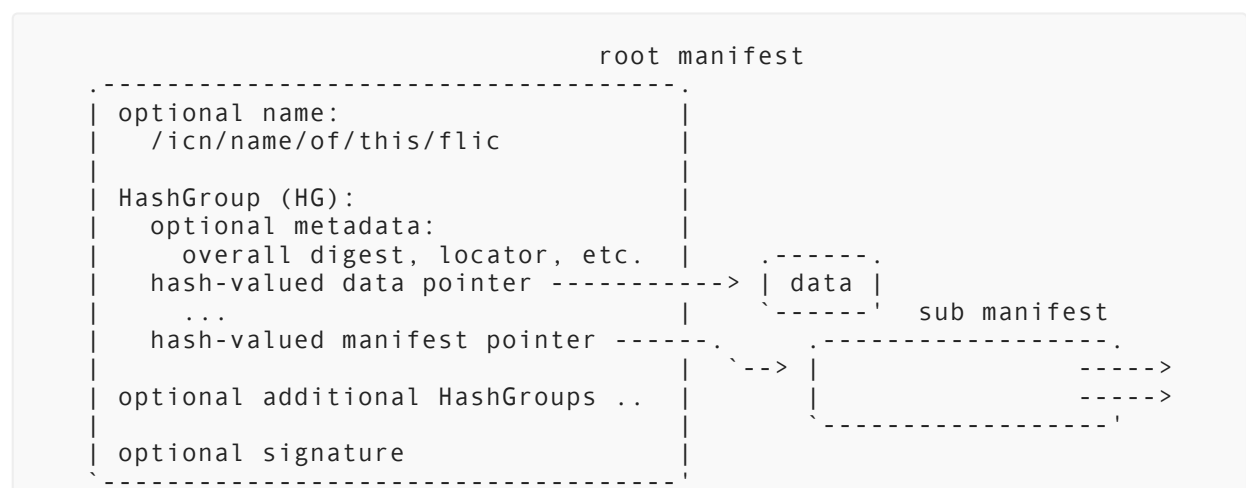 root manifest
optional name:
/icn/name/of/this/flic
HashGroup (HG):
optional metadata:
overall digest, locator, etc.
hash-valued data pointer -----------> | data |
...
sub manifest
hash-valued manifest pointer ------.
optional additional HashGroups ..
optional signature